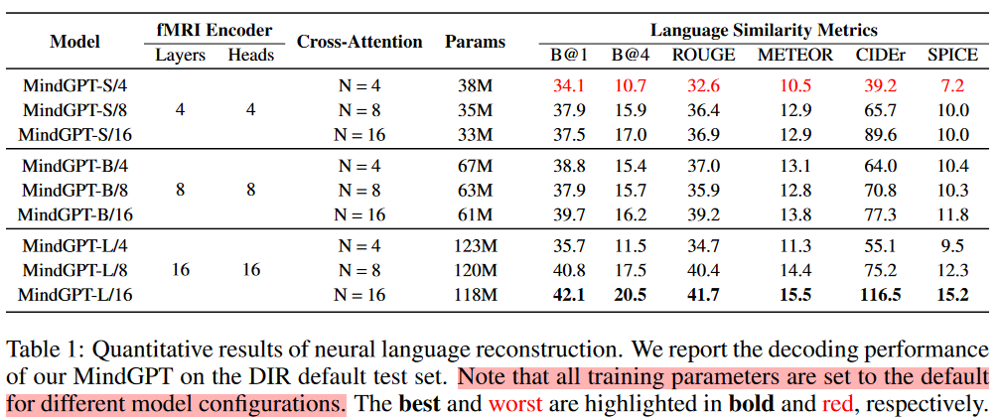 Model fMRI Encoder Cross-Attention Params Language Similarity Metrics
Layers Heads B@1 B@4 ROUGE METEOR CIDEr SPICE
MindGPT-S/4 N = 4 38M 34.1 10.7 32.6 10.5 39.2 7.2
MindGPT-S/8 4 4 N = 8 35M 37.9 15.9 36.4 12.9 65.7 10.0
MindGPT-S/16 N = 16 33M 37.5 17.0 36.9 12.9 89.6 10.0
MindGPT-B/4 N = 4 67M 38.8 15.4 37.0 13.1 64.0 10.4
MindGPT-B/8 8 8 N = 8 63M 37.9 15.7 35.9 12.8 70.8 10.3
MindGPT-B/16 N = 16 61M 39.7 16.2 39.2 13.8 77.3 11.8
MindGPT-L/4 N = 4 123M 35.7 11.5 34.7 11.3 55.1 9.5
MindGPT-L/8 16 16 N = 8 120M 40.8 17.5 40.4 14.4 75.2 12.3
MindGPT-L/16 N = 16 118M 42.1 20.5 41.7 15.5 116.5 15.2
Table 1: Quantitative results of neural language reconstruction. We report the decoding performance
of our MindGPT on the DIR default test set. Note that all training parameters are set to the default
for different model configurations. The best and worst are highlighted in bold and red, respectively.